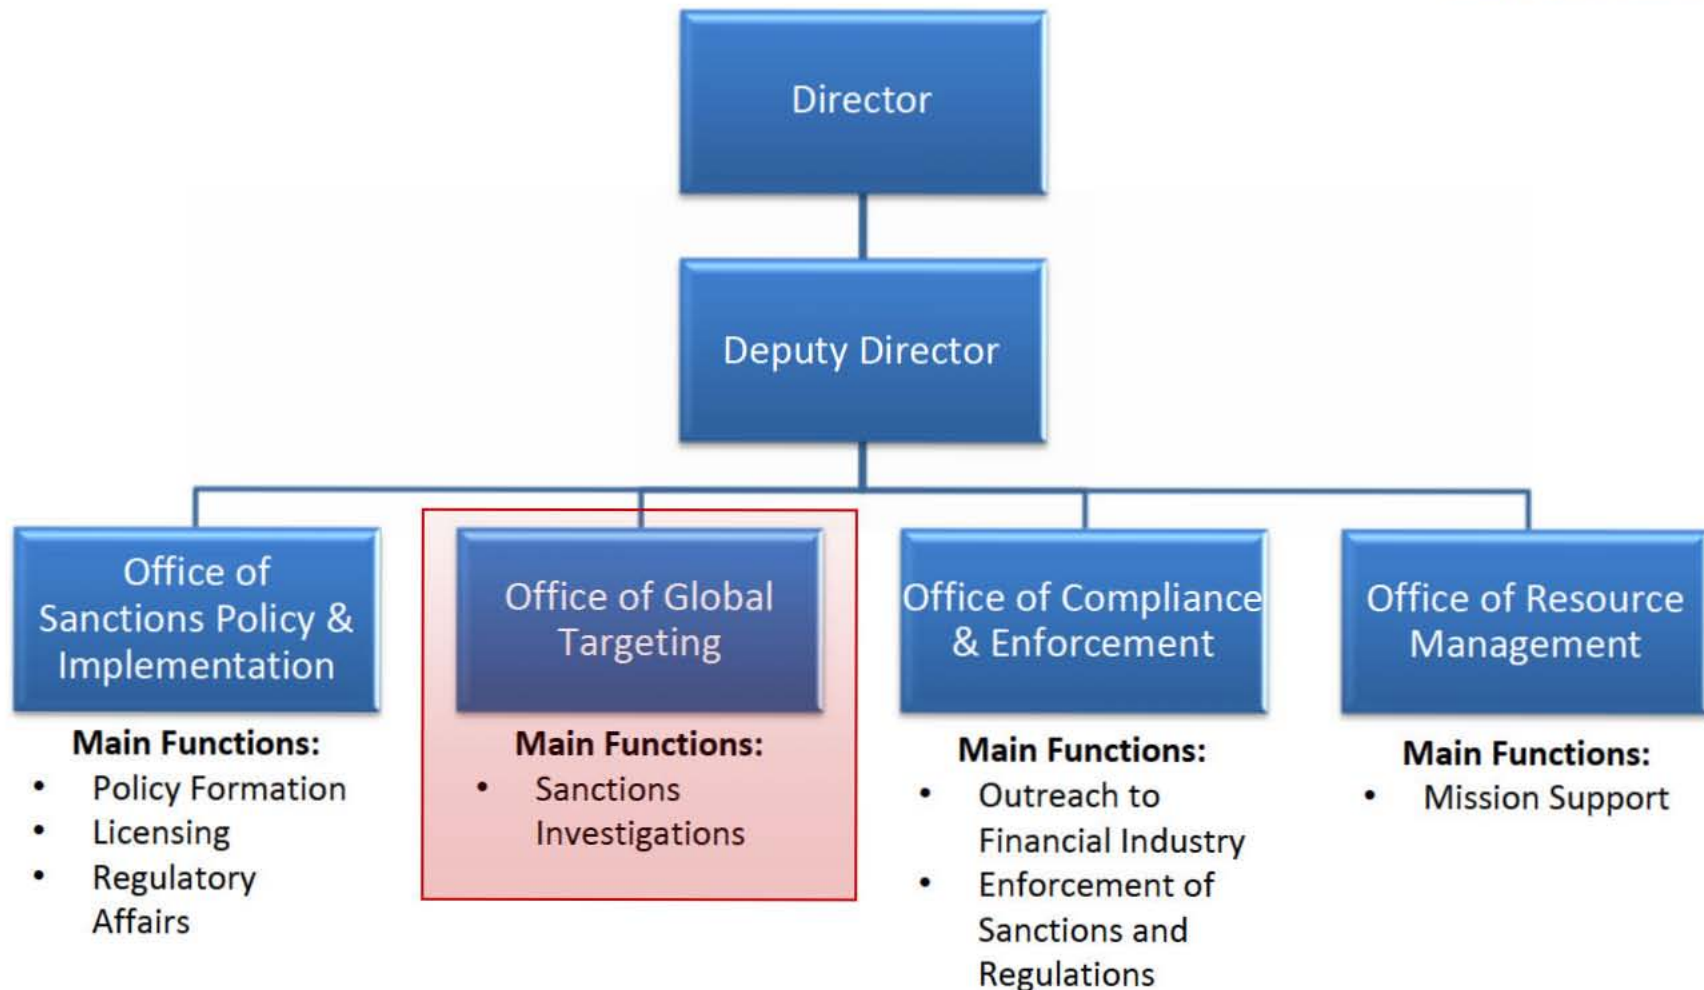 Director
Deputy Director
Office of
Sanctions Policy &
Implementation
Main Functions:
• Policy Formation
• Licensing
• Regulatory
Affairs
Office of Global
Targeting
Main Functions:
• Sanctions
Investigations
Office of Compliance
& Enforcement
Main Functions:
• Outreach to
Financial Industry
• Enforcement of
Sanctions and
Regulations
Office of Resource
Management
Main Functions:
• Mission Support